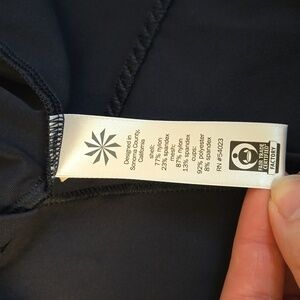 Designed in
Sonoma County,
California
shell:
77% nylon
23% spandex
mesh:
87% nylon
13% spandex
cups:
92% polyester
8% spandex
RN #54023
FAIR TRADE
CERTIFIED
FACTORY